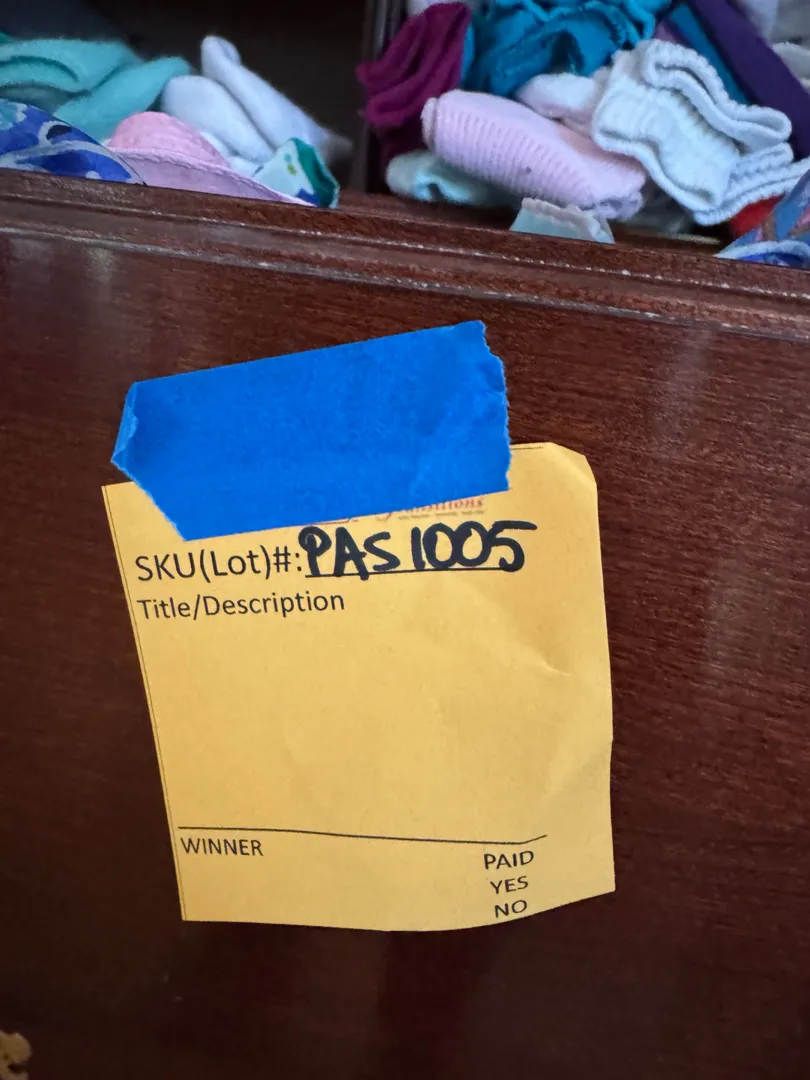 SKU(Lot)#: PAS1005
Title/Description
WINNER
PAID
YES
NO